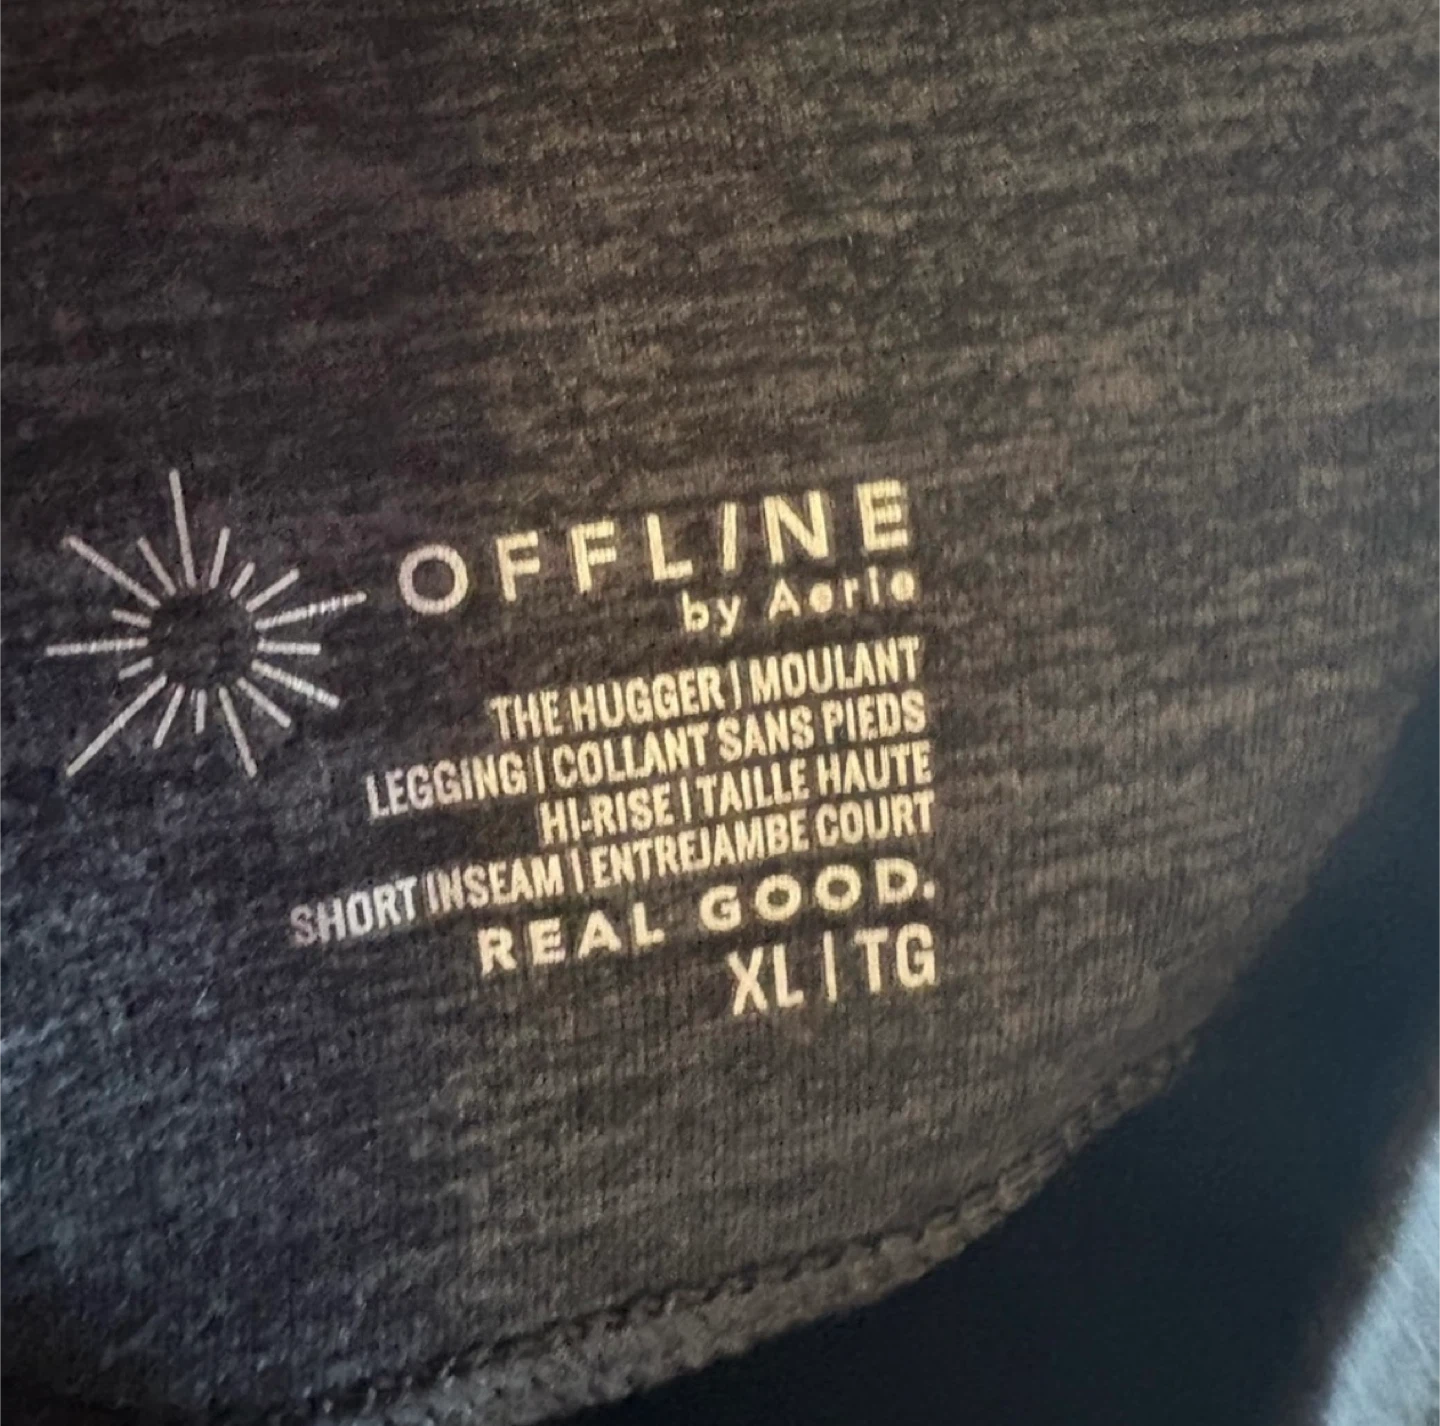 OFFLINE
by Aerie
THE HUGGER | MOULANT
LEGGING | COLLANT SANS PIEDS
HI-RISE | TAILLE HAUTE
SHORT INSEAM | ENTREJAMBE COURT
REAL GOOD.
XL | TG